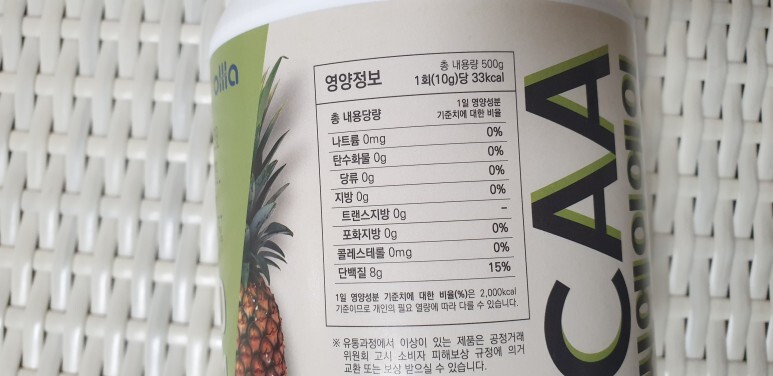 영양정보
총 내용량 500g
1회(10g)당 33kcal
총 내용량당
1일 영양성분
기준치에 대한 비율
나트륨 0mg 0%
탄수화물 0g 0%
당류 0g 0%
지방 0g 0%
트랜스지방 0g -
포화지방 0g 0%
콜레스테롤 0mg 0%
단백질 8g 15%
1일 영양성분 기준치에 대한 비율(%)은 2,000kcal
기준이므로 개인의 필요 열량에 따라 다를 수 있습니다.
※ 유통과정에서 이상이 있는 제품은 공정거래
위원회 고시 소비자 피해보상 규정에 의거
교환 또는 보상 받으실 수 있습니다.
CAA